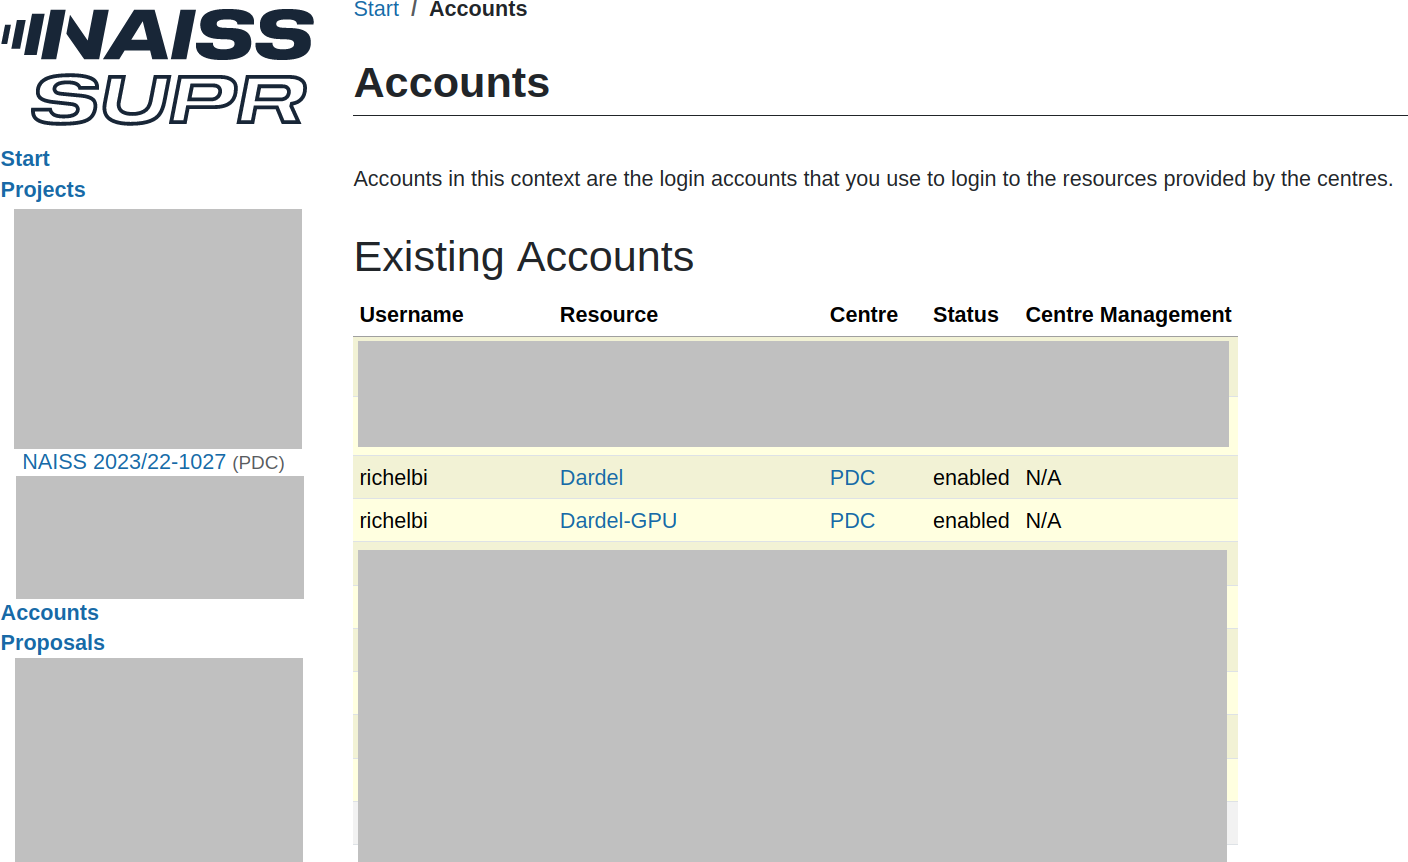 NAISS
SUPR
Start
Projects
NAISS 2023/22-1027 (PDC)
Accounts
Proposals
Start / Accounts
Accounts
Accounts in this context are the login accounts that you use to login to the resources provided by the centres.
Existing Accounts
Username Resource Centre Status Centre Management
richelbi Dardel PDC enabled N/A
richelbi Dardel-GPU PDC enabled N/A